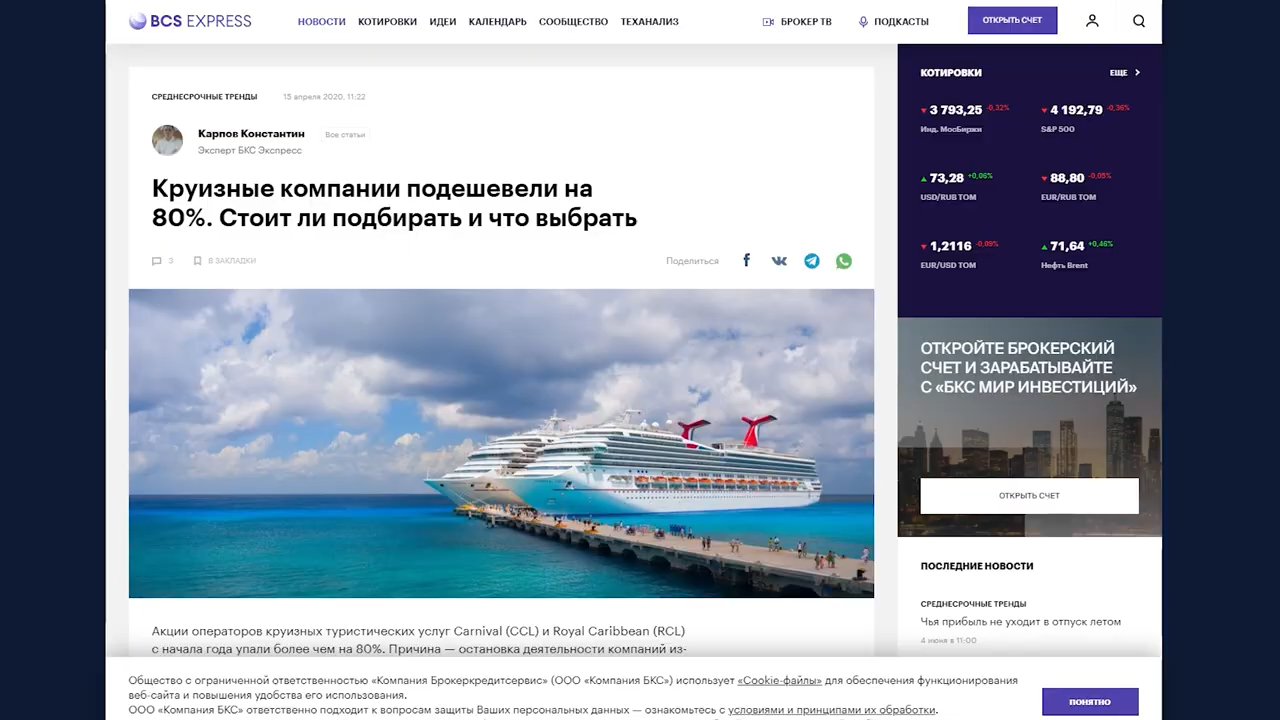 BCS EXPRESS
НОВОСТИ КОТИРОВКИ ИДЕИ КАЛЕНДАРЬ СООБЩЕСТВО ТЕХАНАЛИЗ
БРОКЕР ТВ ПОДКАСТЫ
ОТКРЫТЬ СЧЕТ
СРЕДНЕСРОЧНЫЕ ТРЕНДЫ 15 апреля 2020, 11:22
Карпов Константин Все статьи
Эксперт БКС Экспресс
Круизные компании подешевели на
80%. Стоит ли подбирать и что выбрать
3 В ЗАКЛАДКИ Поделиться
Акции операторов круизных туристических услуг Carnival (CCL) и Royal Caribbean (RCL)
с начала года упали более чем на 80%. Причина — остановка деятельности компаний из-
КОТИРОВКИ ЕЩЕ
3 793,25 -0,32% 4 192,79 -0,36%
Инд. МосБиржи S&P 500
73,28 +0,06% 88,80 -0,05%
USD/RUB TOM EUR/RUB TOM
1,2116 -0,09% 71,64 +0,46%
EUR/USD TOM Нефть Brent
ОТКРОЙТЕ БРОКЕРСКИЙ
СЧЕТ И ЗАРАБАТЫВАЙТЕ
С «БКС МИР ИНВЕСТИЦИЙ»
ОТКРЫТЬ СЧЕТ
ПОСЛЕДНИЕ НОВОСТИ
СРЕДНЕСРОЧНЫЕ ТРЕНДЫ
Чья прибыль не уходит в отпуск летом
4 июня в 11:00
Общество с ограниченной ответственностью «Компания Брокеркредитсервис» (ООО «Компания БКС») использует «Cookie-файлы» для обеспечения функционирования
веб-сайта и повышения удобства его использования.
ООО «Компания БКС» ответственно подходит к вопросам защиты Ваших персональных данных — ознакомьтесь с условиями и принципами их обработки.
ПОНЯТНО